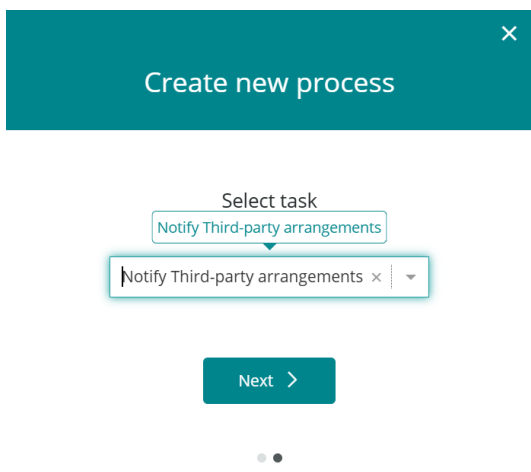 Create new process
Select task
Notify Third-party arrangements
Notify Third-party arrangements
Next